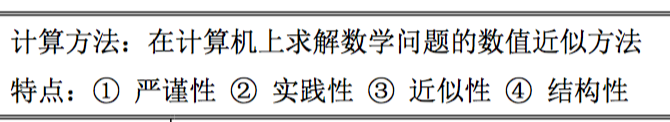 计算方法：在计算机上求解数学问题的数值近似方法
特点：① 严谨性 ② 实践性 ③ 近似性 ④ 结构性